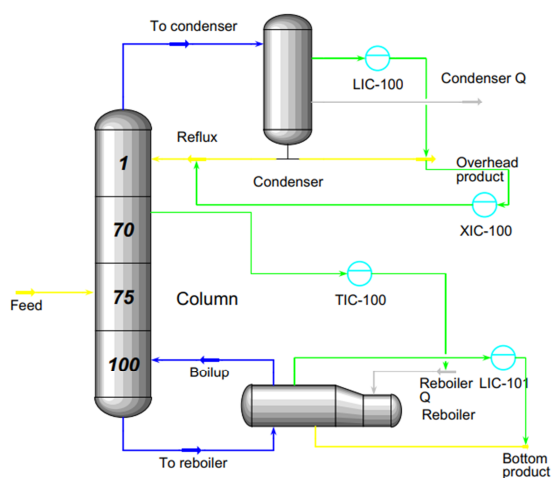 To condenser
LIC-100
Condenser Q
Reflux
1
Condenser
Overhead
product
XIC-100
70
TIC-100
75
Column
Feed
100
Boilup
Reboiler
Q
LIC-101
Reboiler
To reboiler
Bottom
product